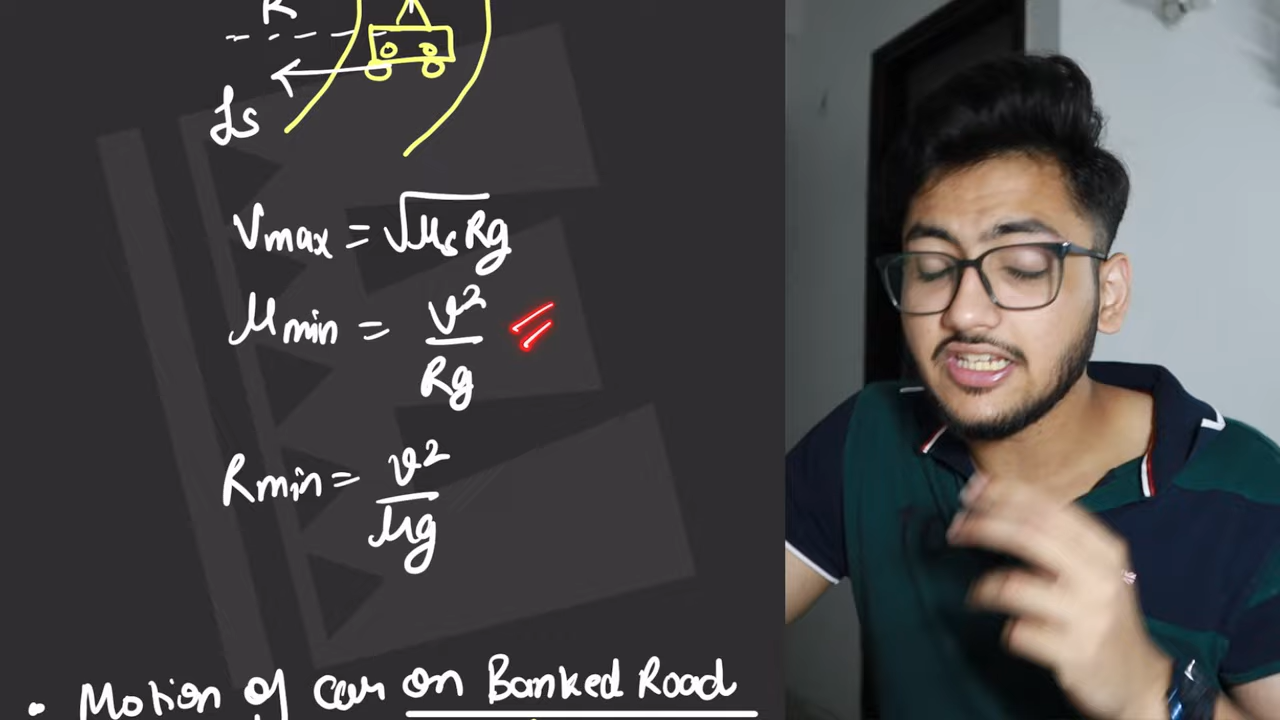 R
fs
Vmax = √μsRg
μmin = v²/Rg
Rmin = v²/μg
• Motion of car on Banked Road